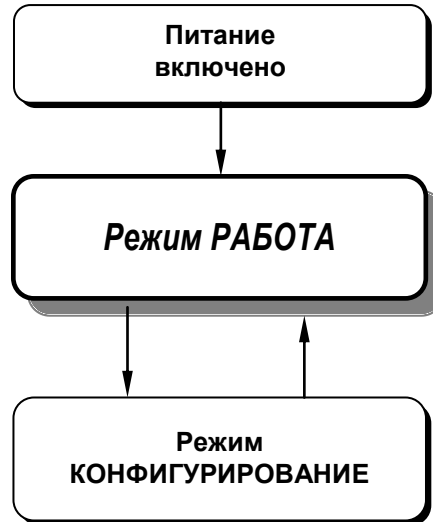 Питание
включено
Режим РАБОТА
Режим
КОНФИГУРИРОВАНИЕ